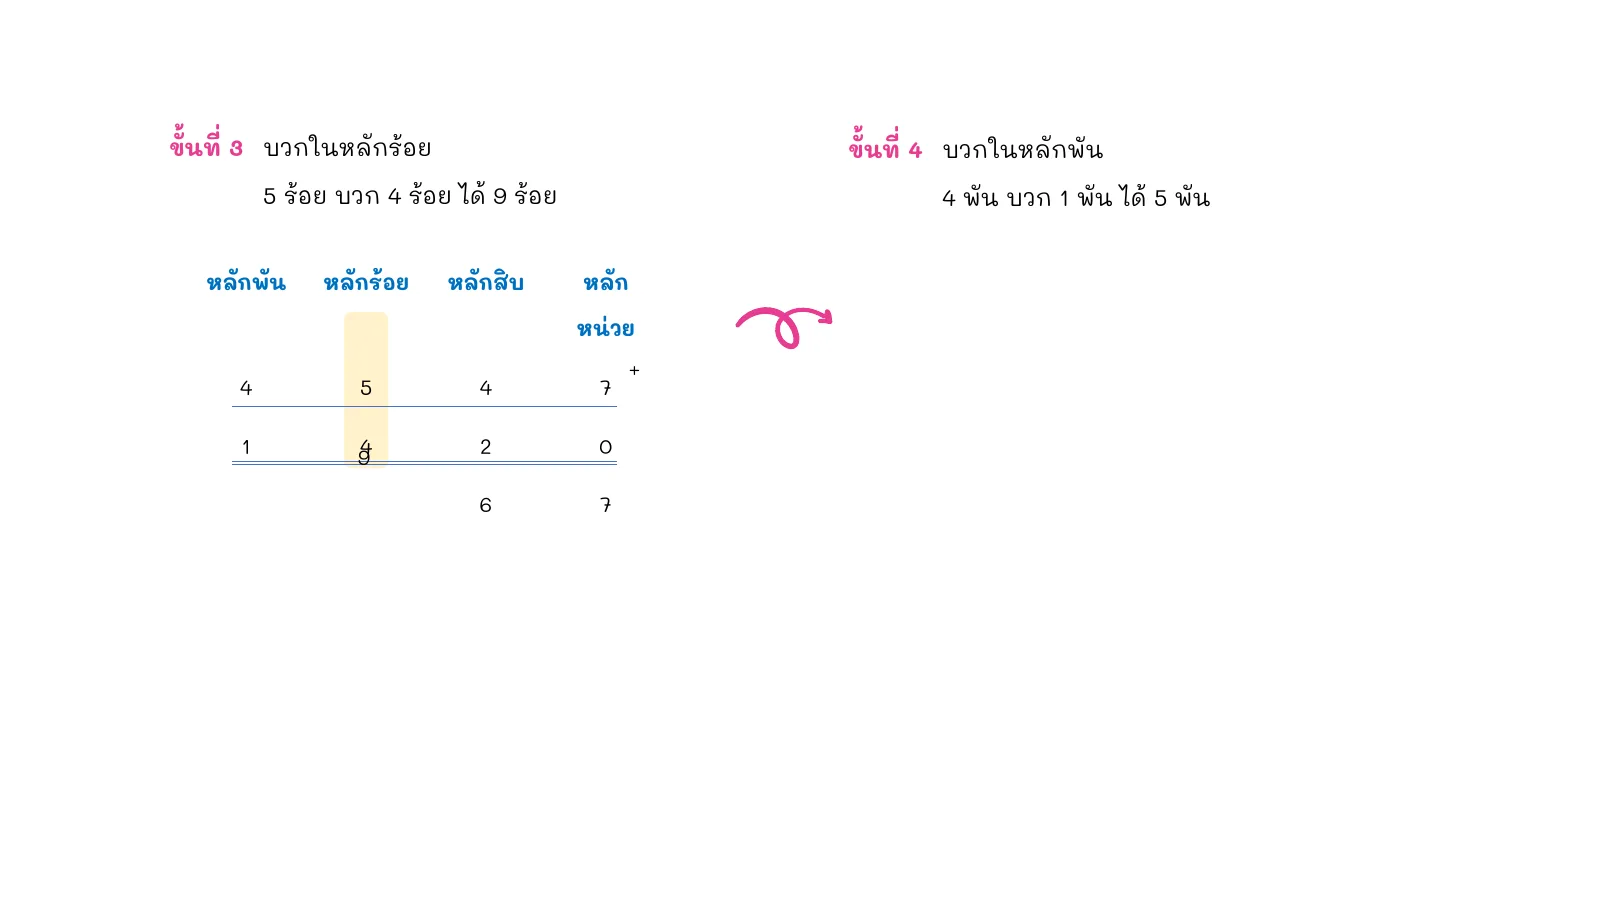 ขั้นที่ 3 บวกในหลักร้อย
5 ร้อย บวก 4 ร้อย ได้ 9 ร้อย
หลักพัน หลักร้อย หลักสิบ หลัก
หน่วย
+
4 5 4 7
1 4 2 0
9
6 7
ขั้นที่ 4 บวกในหลักพัน
4 พัน บวก 1 พัน ได้ 5 พัน